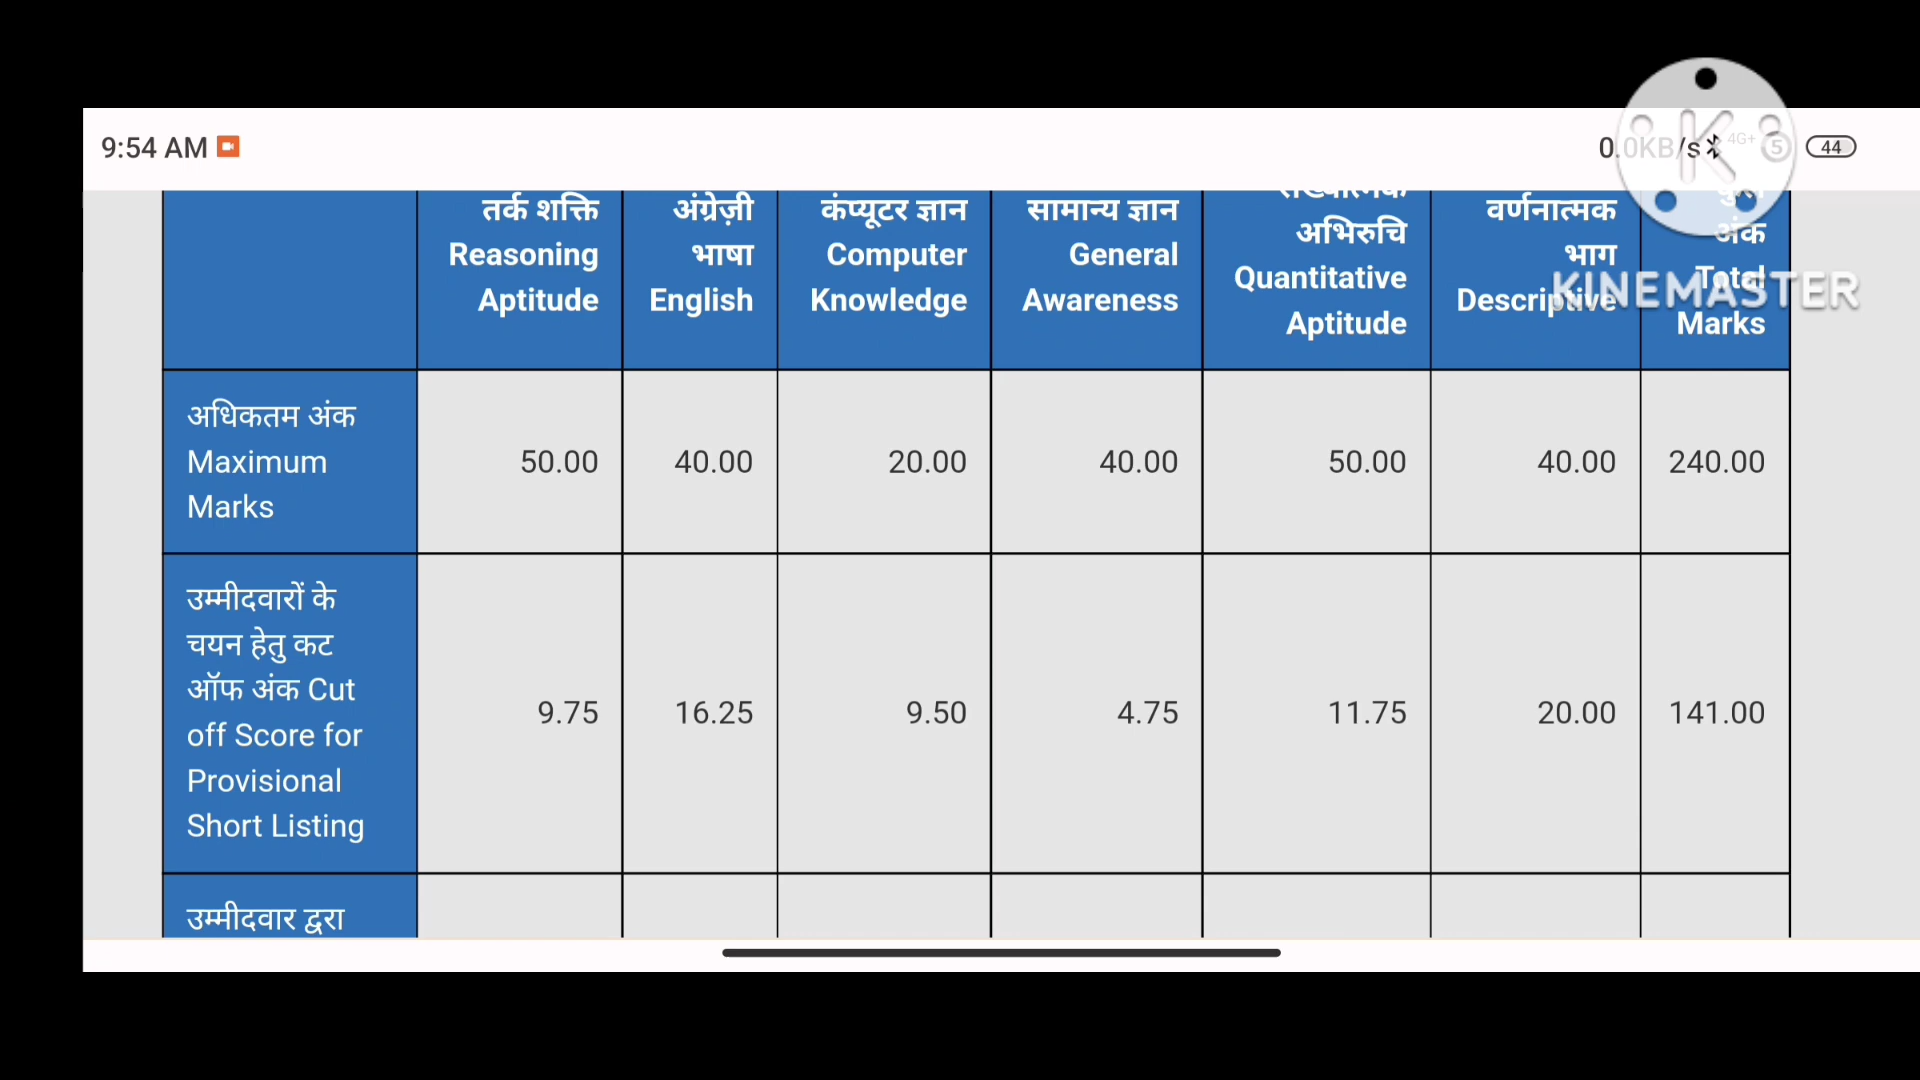 9:54 AM
0.0KB/s 4G+ 5 44
तर्क शक्ति
Reasoning
Aptitude
अंग्रेज़ी
भाषा
English
कंप्यूटर ज्ञान
Computer
Knowledge
सामान्य ज्ञान
General
Awareness
अभिरुचि
Quantitative
Aptitude
वर्णनात्मक
भाग
Descriptive
अंक
Total
Marks
K
KINEMASTER
अधिकतम अंक
Maximum
Marks
50.00
40.00
20.00
40.00
50.00
40.00
240.00
उम्मीदवारों के
चयन हेतु कट
ऑफ अंक Cut
off Score for
Provisional
Short Listing
9.75
16.25
9.50
4.75
11.75
20.00
141.00
उम्मीदवार द्वरा